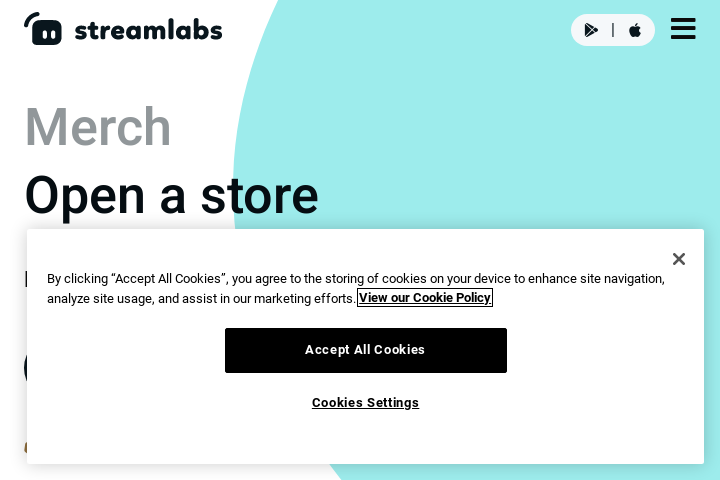 streamlabs
|
Merch
Open a store
By clicking “Accept All Cookies”, you agree to the storing of cookies on your device to enhance site navigation,
analyze site usage, and assist in our marketing efforts. View our Cookie Policy
Accept All Cookies
Cookies Settings